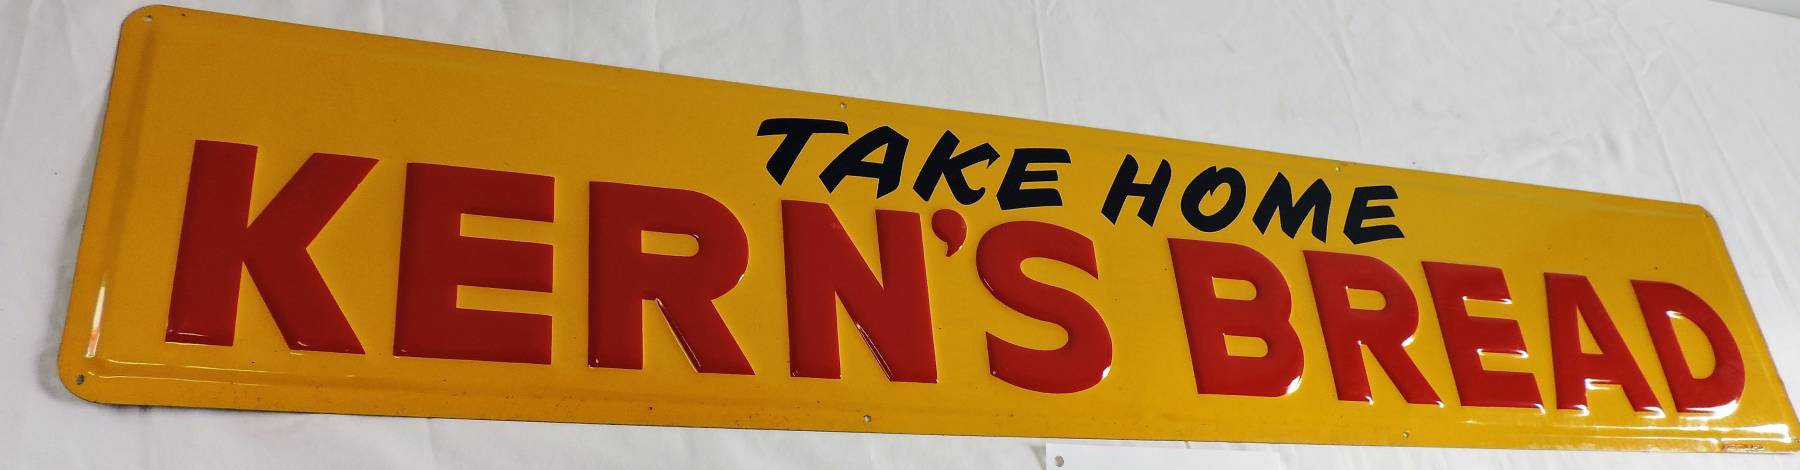 TAKE HOME
KERN'S BREAD